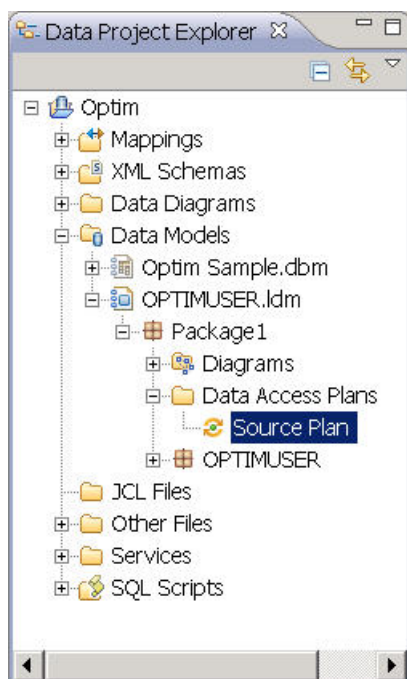 Data Project Explorer
Optim
Mappings
XML Schemas
Data Diagrams
Data Models
Optim Sample.dbm
OPTIMUSER.ldm
Package1
Diagrams
Data Access Plans
Source Plan
OPTIMUSER
JCL Files
Other Files
Services
SQL Scripts